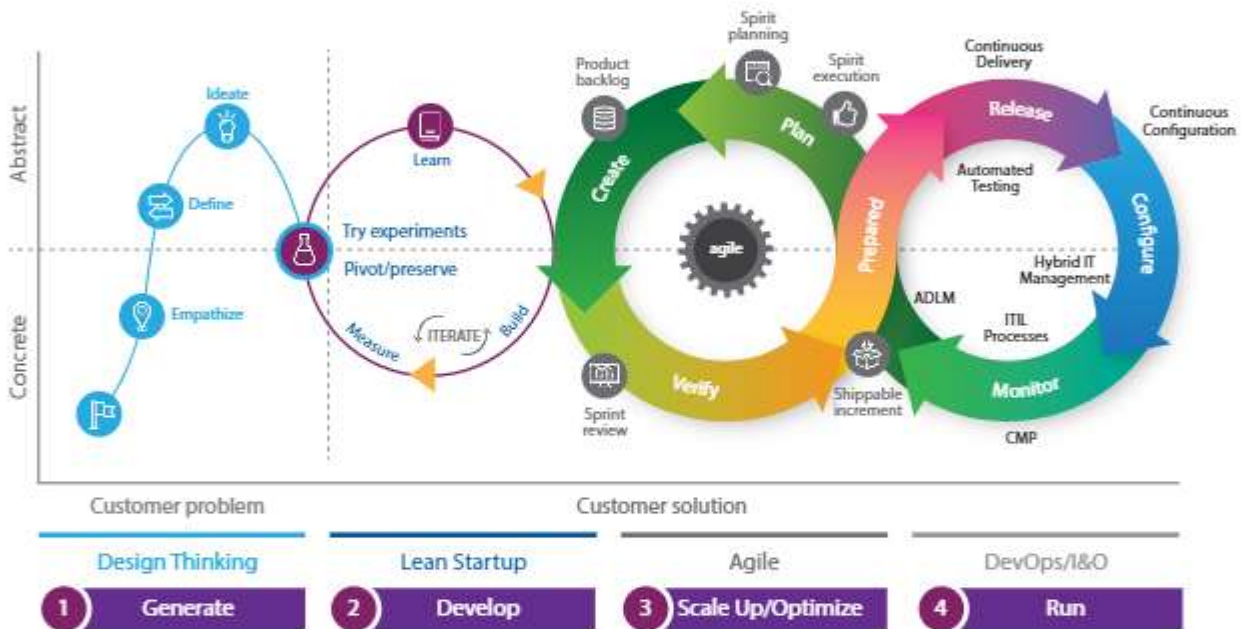 Abstract
Concrete
Ideate
Define
Empathize
Learn
Try experiments
Pivot/preserve
Measure
ITERATE
Build
Product
backlog
Spirit
planning
Spirit
execution
Plan
Create
agile
Verify
Sprint
review
Shippable
increment
Prepared
Continuous
Delivery
Release
Continuous
Configuration
Automated
Testing
Configure
Hybrid IT
Management
ADLM
ITIL
Processes
Monitor
CMP
Customer problem
Customer solution
Design Thinking
Lean Startup
Agile
DevOps/I&O
1 Generate
2 Develop
3 Scale Up/Optimize
4 Run